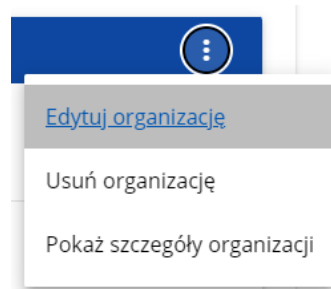 Edytuj organizację
Usuń organizację
Pokaż szczegóły organizacji